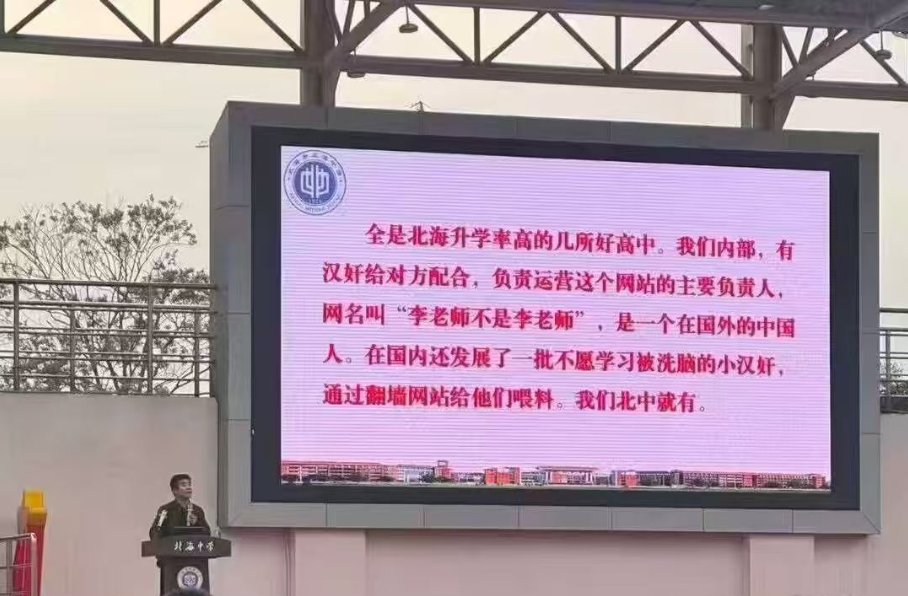 全是北海升学率高的几所好高中。我们内部，有
汉奸给对方配合，负责运营这个网站的主要负责人，
网名叫“李老师不是李老师”，是一个在国外的中国
人。在国内还发展了一批不愿学习被洗脑的小汉奸，
通过翻墙网站给他们喂料。我们北中就有。
北海中学